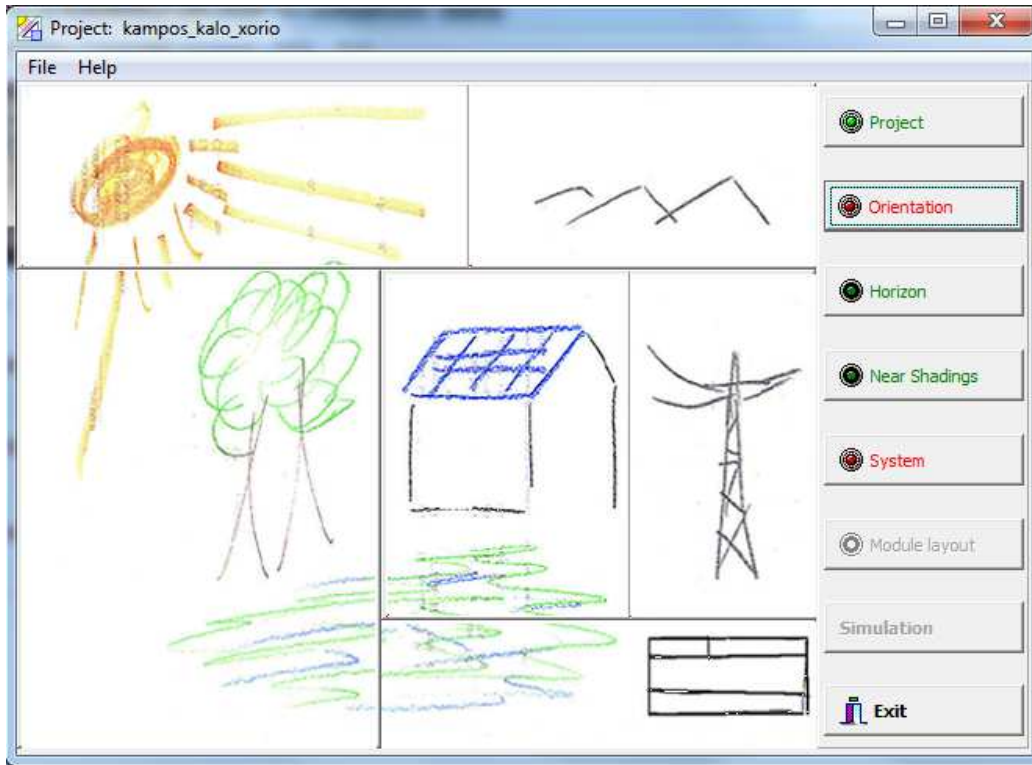 Project: kampos_kalo_xorio
File Help
Project
Orientation
Horizon
Near Shadings
System
Module layout
Simulation
Exit